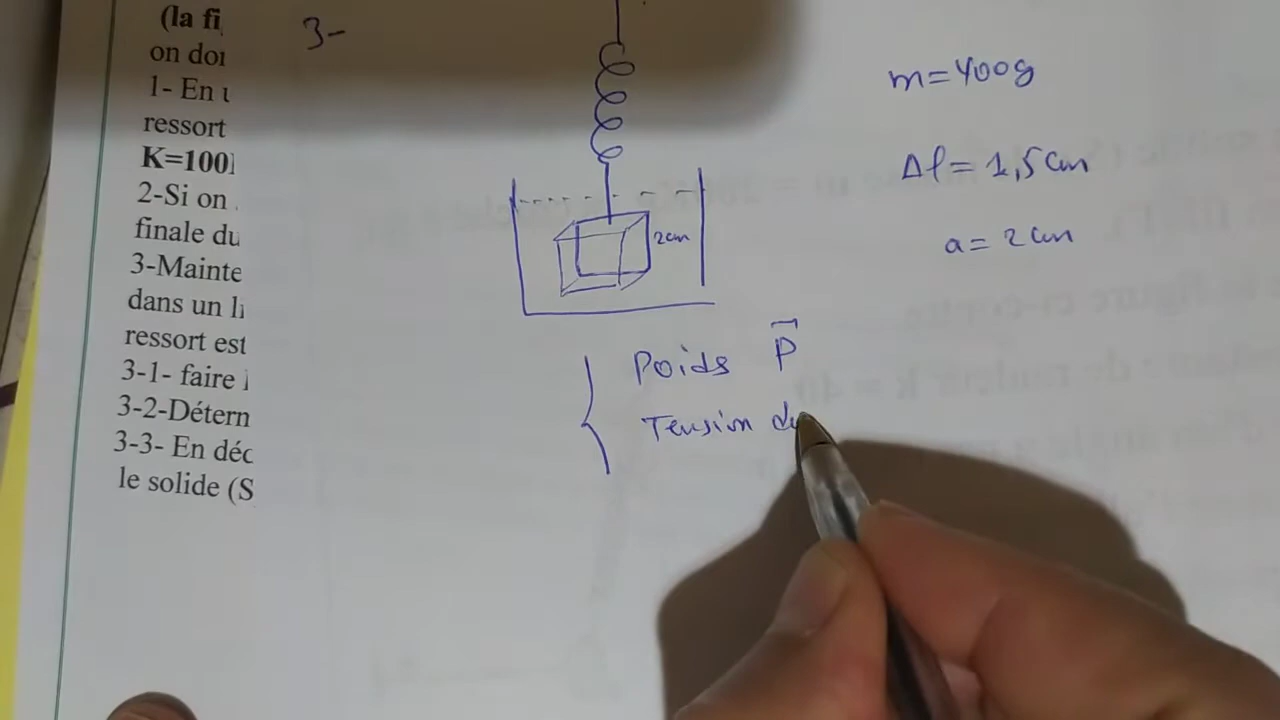 (la fi
on dor
1- En u
ressort
K=100
2-Si on
finale du
3-Mainte
dans un li
ressort est
3-1- faire
3-2-Déterm
3-3- En déc
le solide (S
3-
m=400g
Δl= 1,5cm
a= 2cm
2cm
Poids P
Tension du